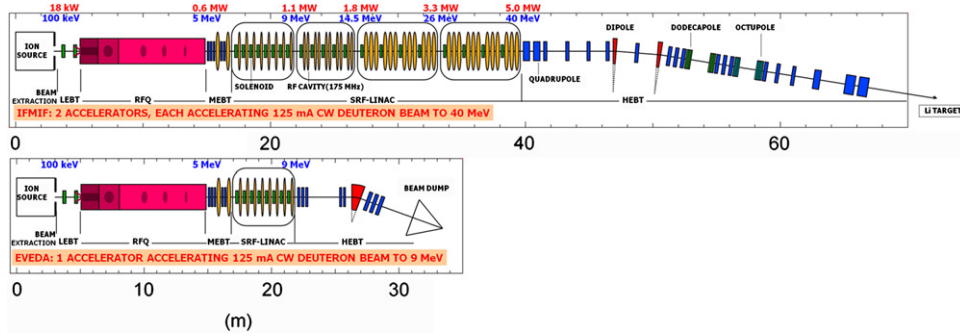 18 kW 0.6 MW 1.1 MW 1.8 MW 3.3 MW 5.0 MW
100 keV 5 MeV 9 MeV 14.5 MeV 26 MeV 40 MeV
DIPOLE DODECAPOLE OCTUPOLE
ION
SOURCE
QUADRUPOLE
SOLENOID RF CAVITY(175 MHz)
BEAM
EXTRACTION LEBT RFQ MEBT SRF-LINAC HEBT
Li TARGET
IFMIF: 2 ACCELERATORS, EACH ACCELERATING 125 mA CW DEUTERON BEAM TO 40 MeV
0 20 40 60
100 keV 5 MeV 9 MeV
ION
SOURCE
BEAM DUMP
BEAM
EXTRACTION LEBT RFQ MEBT SRF-LINAC HEBT
EVEDA: 1 ACCELERATOR ACCELERATING 125 mA CW DEUTERON BEAM TO 9 MeV
0 10 20 30
(m)